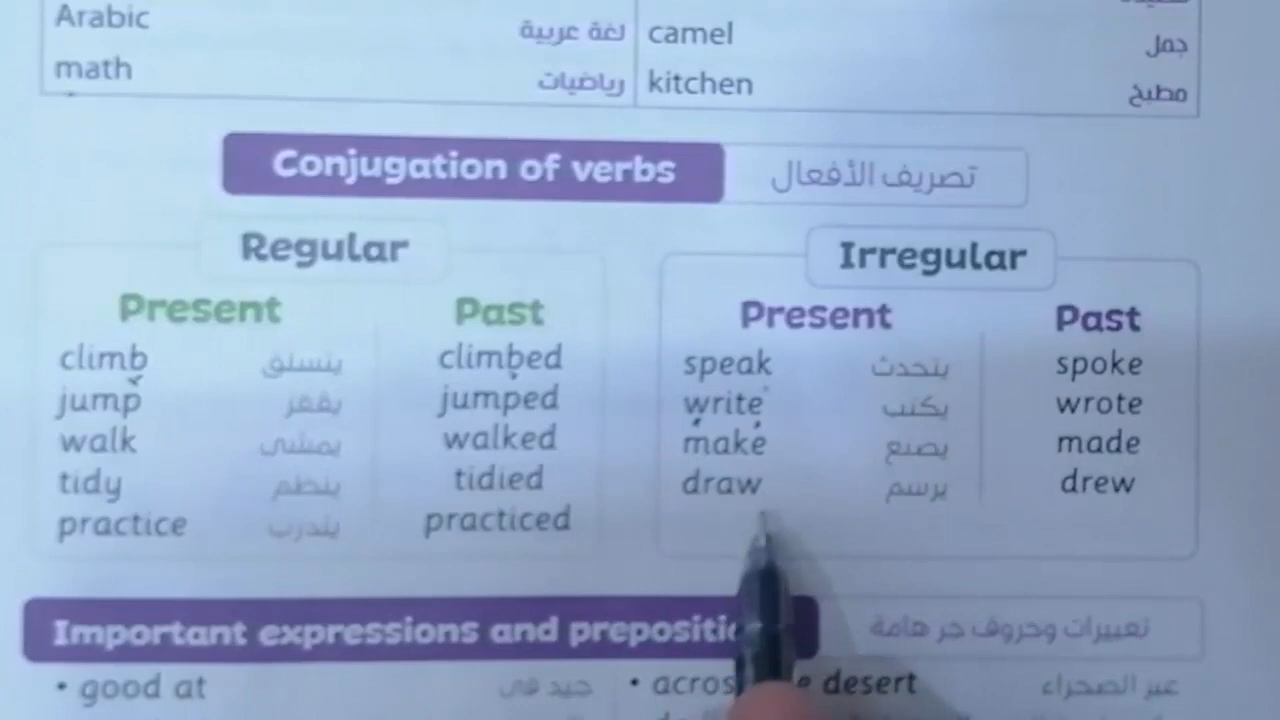 Arabic لغة عربية camel جمل
math رياضيات kitchen مطبخ
Conjugation of verbs تصريف الأفعال
Regular
Present Past
climb يتسلق climbed
jump يقفز jumped
walk يمشي walked
tidy ينظم tidied
practice يتدرب practiced
Irregular
Present Past
speak يتحدث spoke
write يكتب wrote
make يصنع made
draw يرسم drew
Important expressions and تعبيرات وحروف جر هامة
• good at جيد في • desert عبر الصحراء